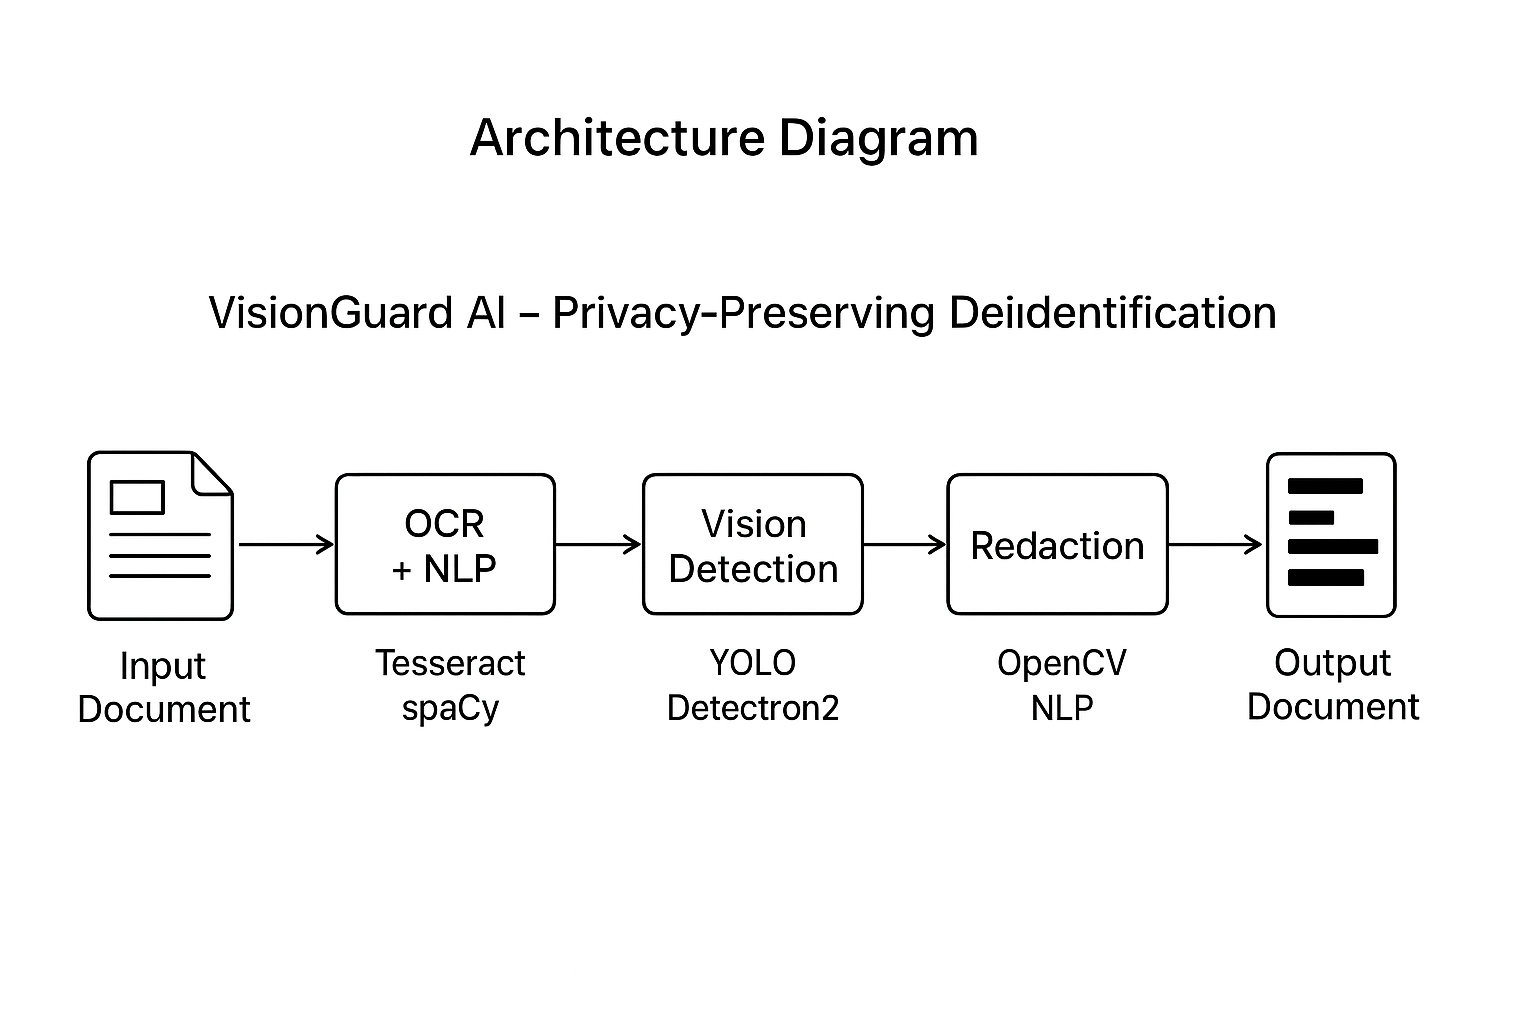 Architecture Diagram
VisionGuard AI – Privacy-Preserving Deiidentification
OCR
+ NLP
Vision
Detection
Redaction
Input
Document
Tesseract
spaCy
YOLO
Detectron2
OpenCV
NLP
Output
Document